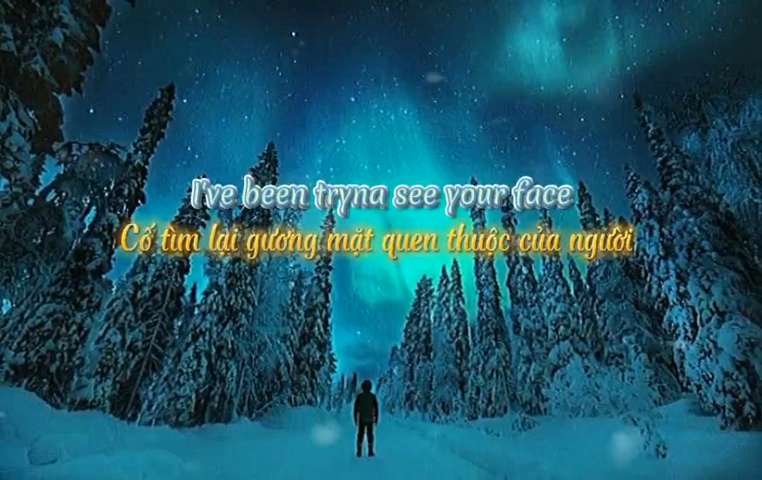 I've been tryna see your face
Cố tìm lại gương mặt quen thuộc của người